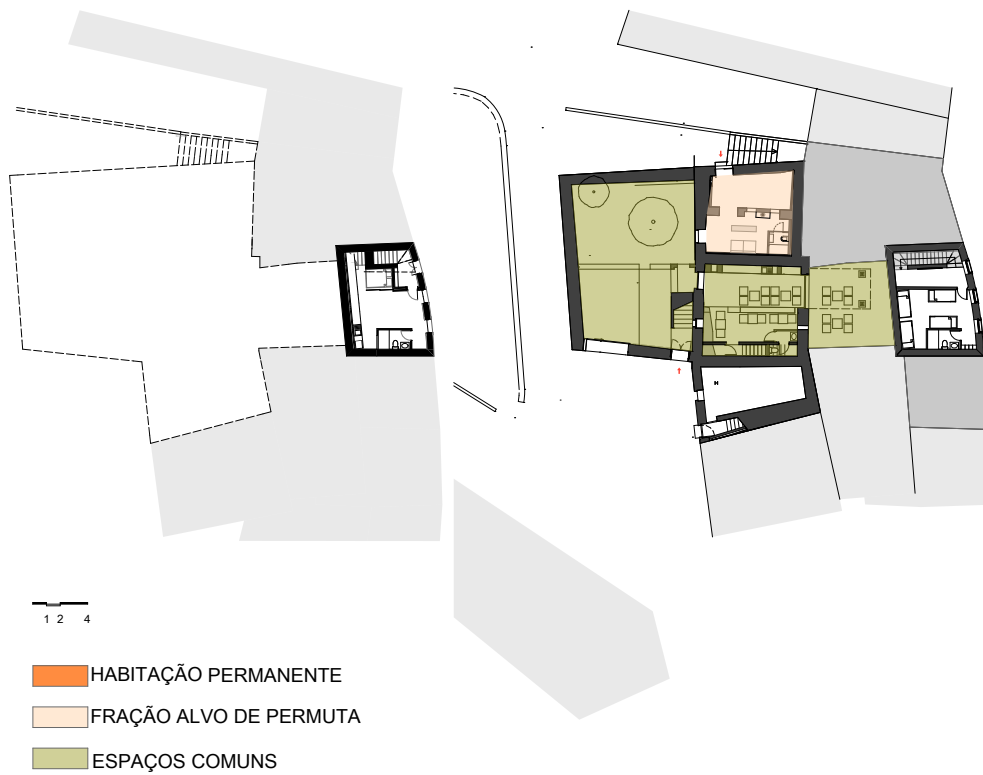 1 2 4
HABITAÇÃO PERMANENTE
FRAÇÃO ALVO DE PERMUTA
ESPAÇOS COMUNS